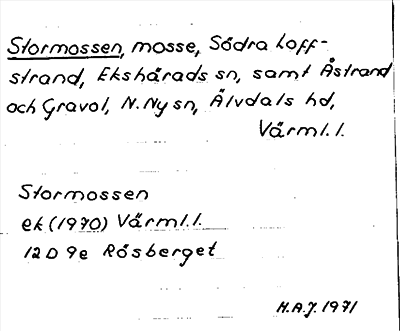 Stormossen, mosse, Södra Loff-
strand, Ekshärads sn, samt Åstrand
och Gravol, N. Ny sn, Älvdals hd,
Värml. l.
Stormossen
ek (1970) Värml. l.
12 D 9e Rösberget
H.A.J. 1971